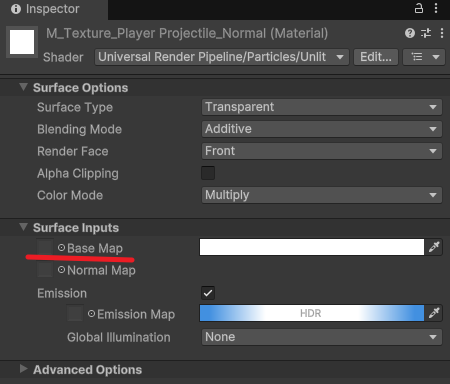 Inspector
M_Texture_Player Projectile_Normal (Material)
Shader Universal Render Pipeline/Particles/Unlit Edit...
Surface Options
Surface Type Transparent
Blending Mode Additive
Render Face Front
Alpha Clipping
Color Mode Multiply
Surface Inputs
Base Map
Normal Map
Emission
Emission Map HDR
Global Illumination None
Advanced Options